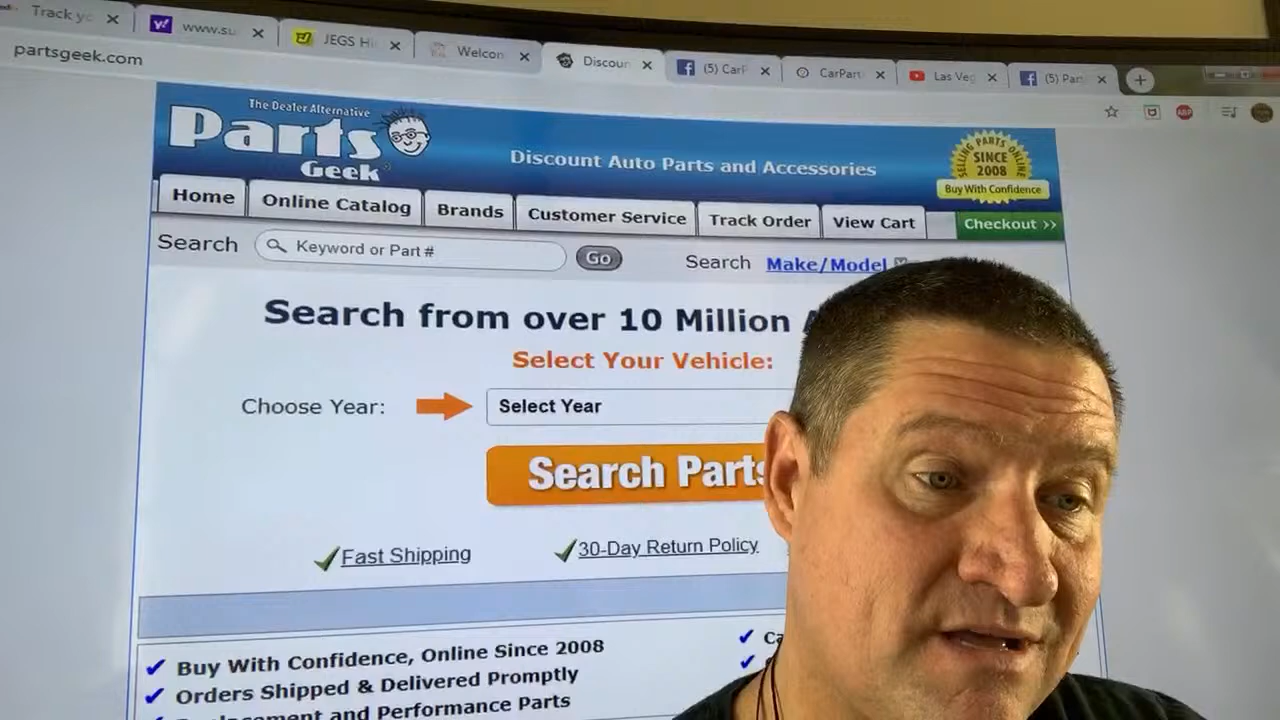 Track yo
www.su
JEGS Hi
Welcon
Discoun
(5) CarP
CarPart
Las Veg
(5) Part
partsgeek.com
The Dealer Alternative
Parts
Geek
Discount Auto Parts and Accessories
SELLING PARTS ONLINE
SINCE
2008
Buy With Confidence
Home
Online Catalog
Brands
Customer Service
Track Order
View Cart
Checkout >>
Search
Keyword or Part #
Go
Search Make/Model
Search from over 10 Million
Select Your Vehicle:
Choose Year:
Select Year
Search Parts
Fast Shipping
30-Day Return Policy
Buy With Confidence, Online Since 2008
Orders Shipped & Delivered Promptly
and Performance Parts
Ca